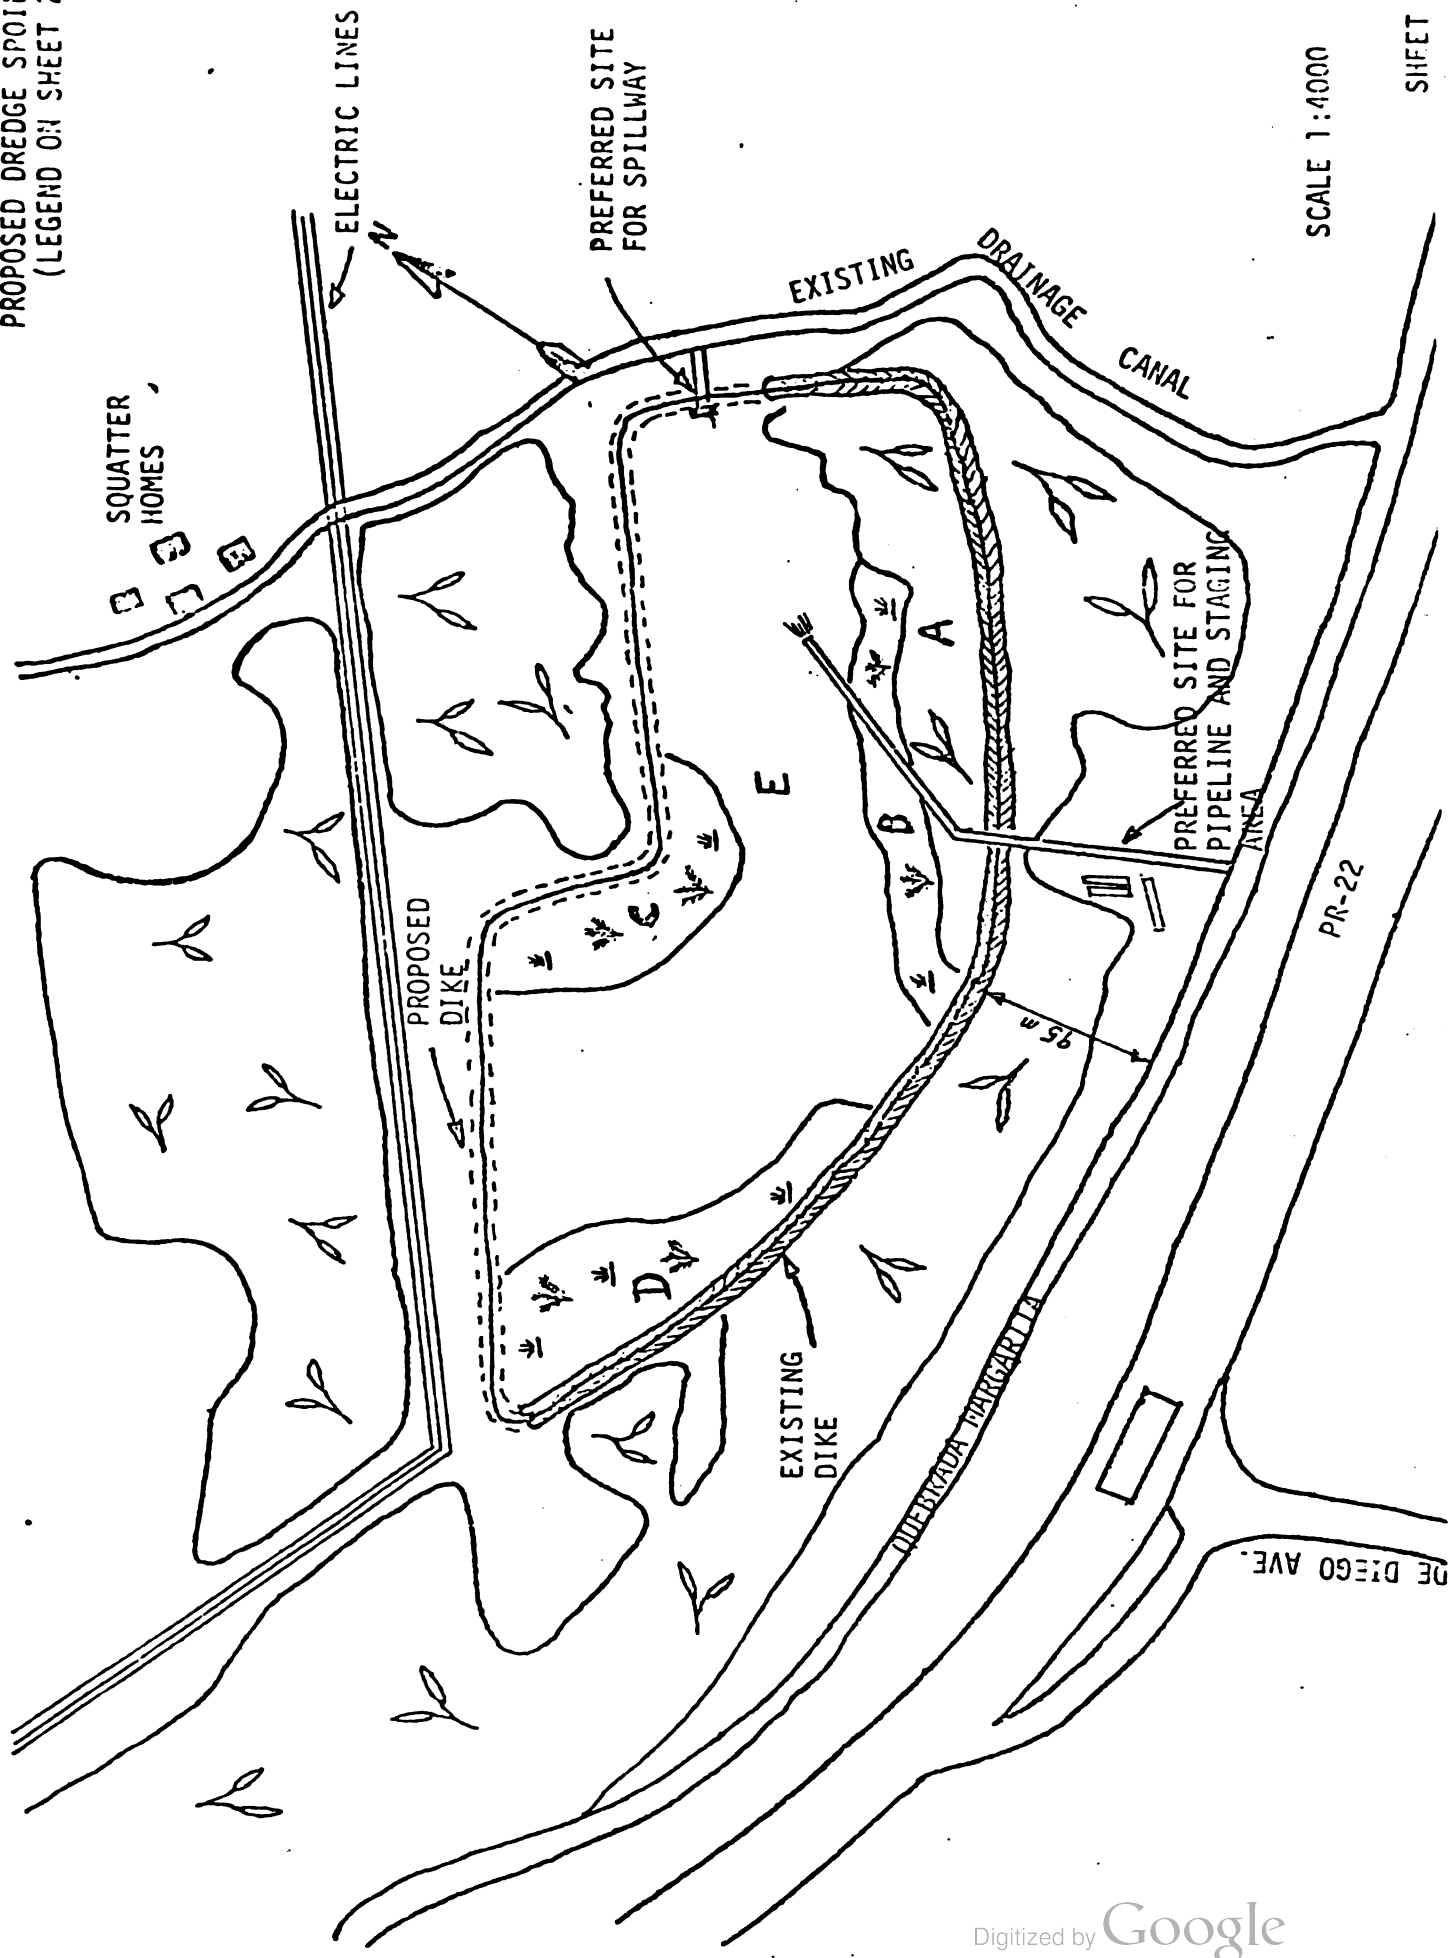 PROPOSED DREDGE
(LEGEND ON SHEET
ELECTRIC LINES
N
PREFERRED SITE
FOR SPILLWAY
SQUATTER
HOMES
EXISTING
DRAINAGE
CANAL
SCALE 1:4000
SHEET
PROPOSED
DIKE
A
B
C
D
E
PREFERRED SITE FOR
PIPELINE AND STAGING
AREA
95 m
PR-22
EXISTING
DIKE
QUEBRADA MARGARITA
DE DIEGO AVE.
Digitized by Google